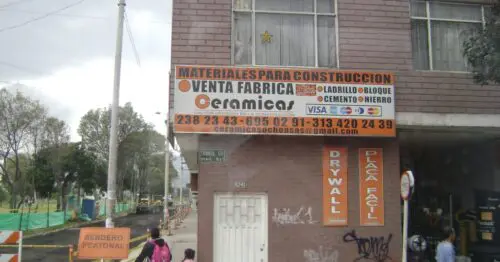 MATERIALES PARA CONSTRUCCION
VENTA FABRICA
Ceramicas
LADRILLO BLOQUE
CEMENTO HIERRO
VISA
238 23 43-695 02 91-313 420 24 39
DRYWALL
PLACA FACIL
SENDERO
PEATONAL